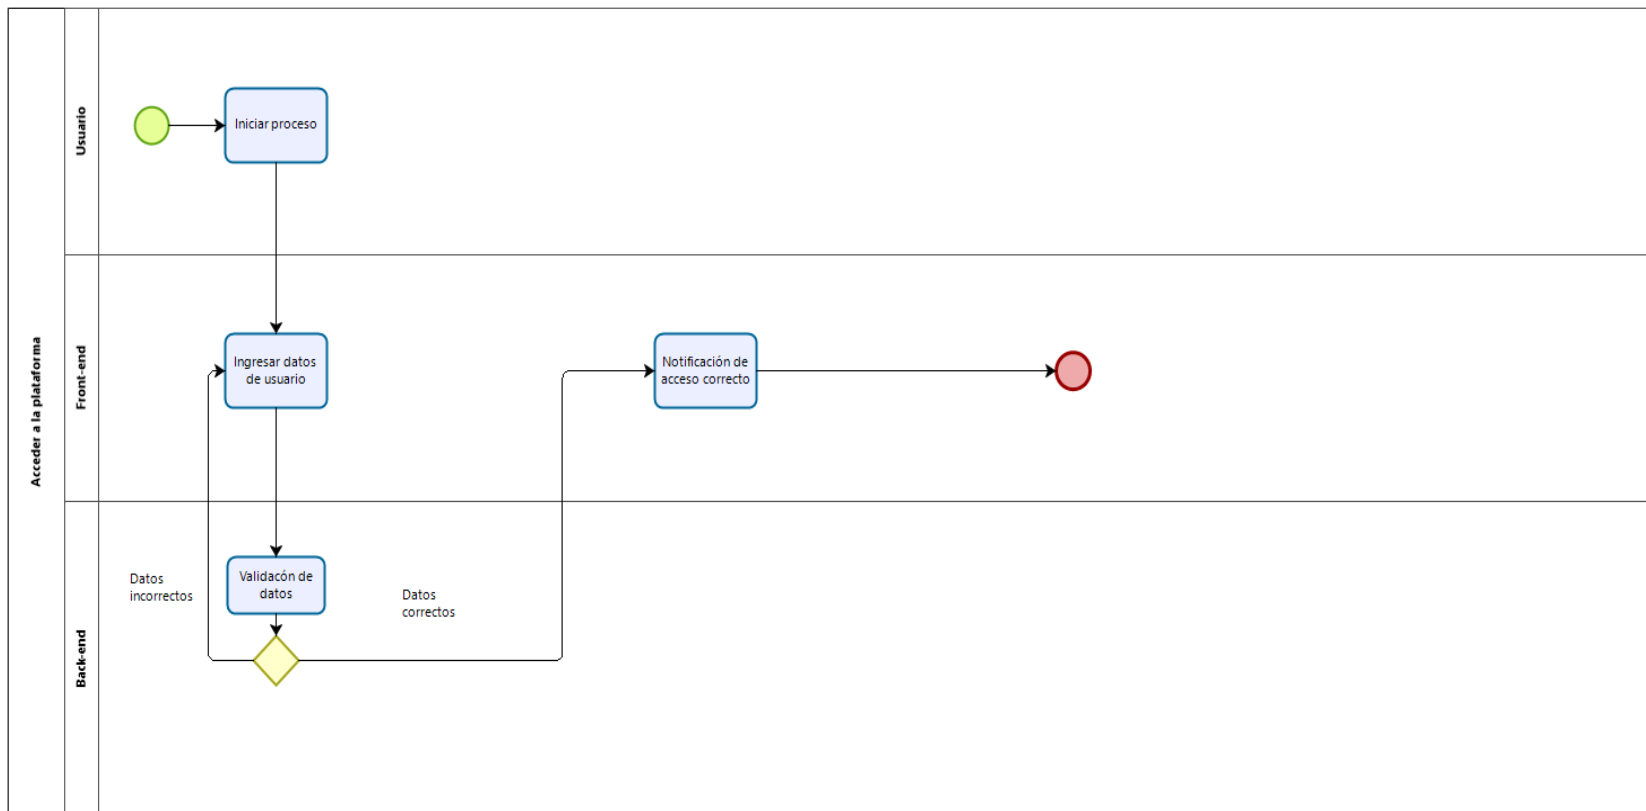 Acceder a la plataforma
Usuario
Iniciar proceso
Front-end
Ingresar datos
de usuario
Notificación de
acceso correcto
Back-end
Datos
incorrectos
Validacón de
datos
Datos
correctos